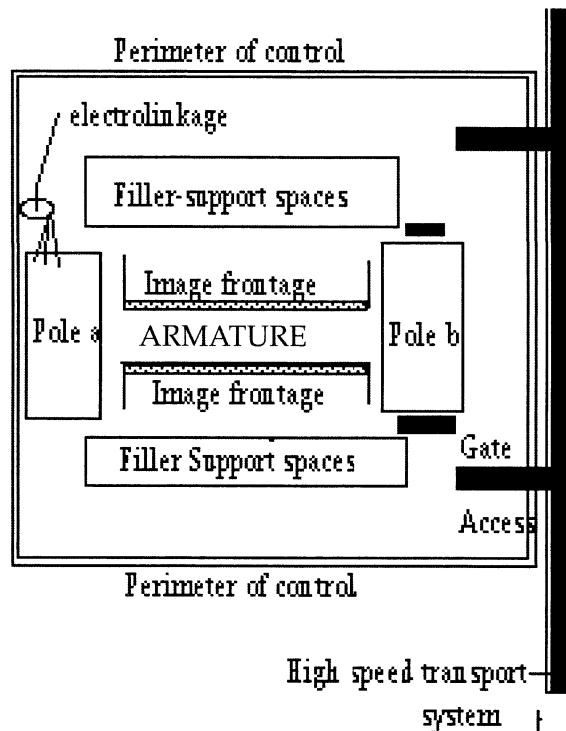 Perimeter of control
electrolinkage
Filler-support spaces
Image frontage
Pole a
ARMATURE
Pole b
Image frontage
Filler Support spaces
Gate
Access
Perimeter of control
High speed transport
system